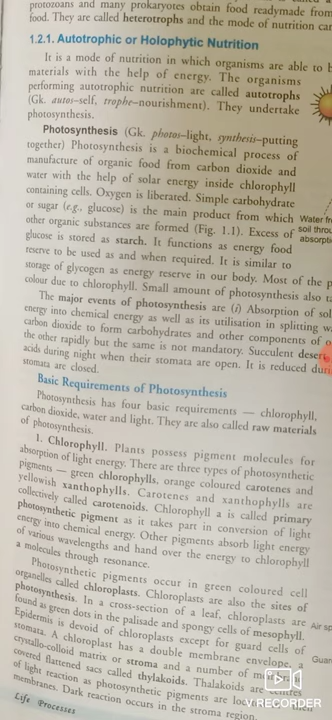 protozoans and many prokaryotes obtain food readymade from
food. They are called heterotrophs and the mode of nutrition
1.2.1. Autotrophic or Holophytic Nutrition
It is a mode of nutrition in which organisms are able to
materials with the help of energy. The organisms
performing autotrophic nutrition are called autotrophs
(Gk. autos–self, trophe–nourishment). They undertake
photosynthesis.
Photosynthesis (Gk. photos–light, synthesis–putting
together) Photosynthesis is a biochemical process of
manufacture of organic food from carbon dioxide and
water with the help of solar energy inside chlorophyll
containing cells. Oxygen is liberated. Simple carbohydrate
or sugar (e.g., glucose) is the main product from which
other organic substances are formed (Fig. 1.1). Excess of
glucose is stored as starch. It functions as energy food
reserve to be used as and when required. It is similar to
storage of glycogen as energy reserve in our body. Most of the
colour due to chlorophyll. Small amount of photosynthesis also
Water
soil
The major events of photosynthesis are (i) Absorption of
energy into chemical energy as well as its utilisation in splitting
carbon dioxide to form carbohydrates and other components of
the other rapidly but the same is not mandatory. Succulent
acids during night when their stomata are open. It is reduced
stomata are closed.
Basic Requirements of Photosynthesis
Photosynthesis has four basic requirements — chlorophyll,
carbon dioxide, water and light. They are also called raw materials
of photosynthesis.
1. Chlorophyll. Plants possess pigment molecules for
absorption of light energy. There are three types of photosynthetic
pigments — green chlorophylls, orange coloured carotenes and
yellowish xanthophylls. Carotenes and xanthophylls are
collectively called carotenoids. Chlorophyll a is called primary
photosynthetic pigment as it takes part in conversion of light
energy into chemical energy. Other pigments absorb light energy
of various wavelengths and hand over the energy to chlorophyll
a molecules through resonance.
Photosynthetic pigments occur in green coloured cell
organelles called chloroplasts. Chloroplasts are also the sites of
photosynthesis. In a cross-section of a leaf, chloroplasts are
found as green dots in the palisade and spongy cells of mesophyll.
Epidermis is devoid of chloroplasts except for guard cells of
stomata. A chloroplast has a double membrane envelope, a
crystallo-colloid matrix or stroma and a number of
covered flattened sacs called thylakoids. Thalakoids are
of light reaction as photosynthetic pigments are
membranes. Dark reaction occurs in the stroma region.
Air
Life Processes
V RECORDER